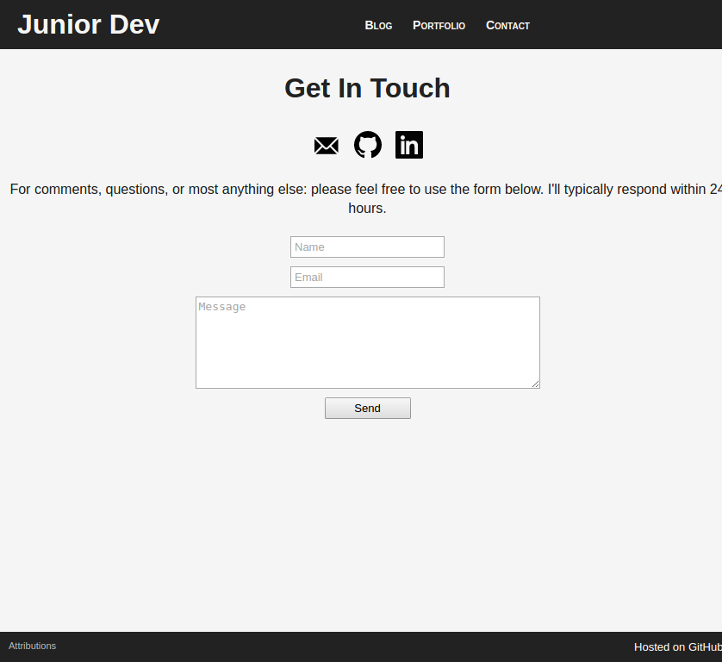 Junior Dev
Blog Portfolio Contact
Get In Touch
in
For comments, questions, or most anything else: please feel free to use the form below. I'll typically respond within 24
hours.
Name
Email
Message
Send
Attributions
Hosted on GitHub